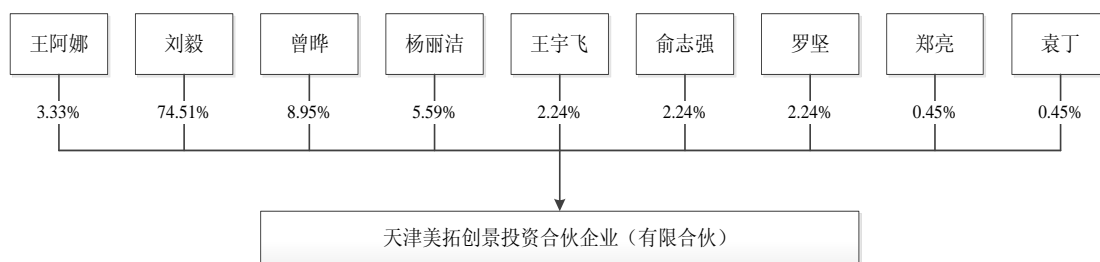 王阿娜 刘毅 曾晔 杨丽洁 王宇飞 俞志强 罗坚 郑亮 袁丁
3.33% 74.51% 8.95% 5.59% 2.24% 2.24% 2.24% 0.45% 0.45%
天津美拓创景投资合伙企业（有限合伙）